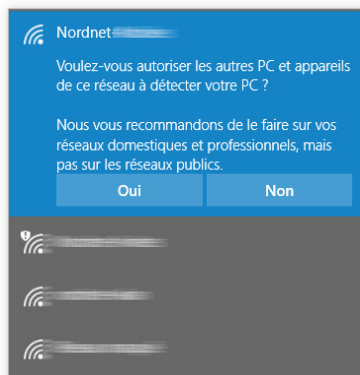 Nordnet-
Voulez-vous autoriser les autres PC et appareils
de ce réseau à détecter votre PC ?
Nous vous recommandons de le faire sur vos
réseaux domestiques et professionnels, mais
pas sur les réseaux publics.
Oui
Non